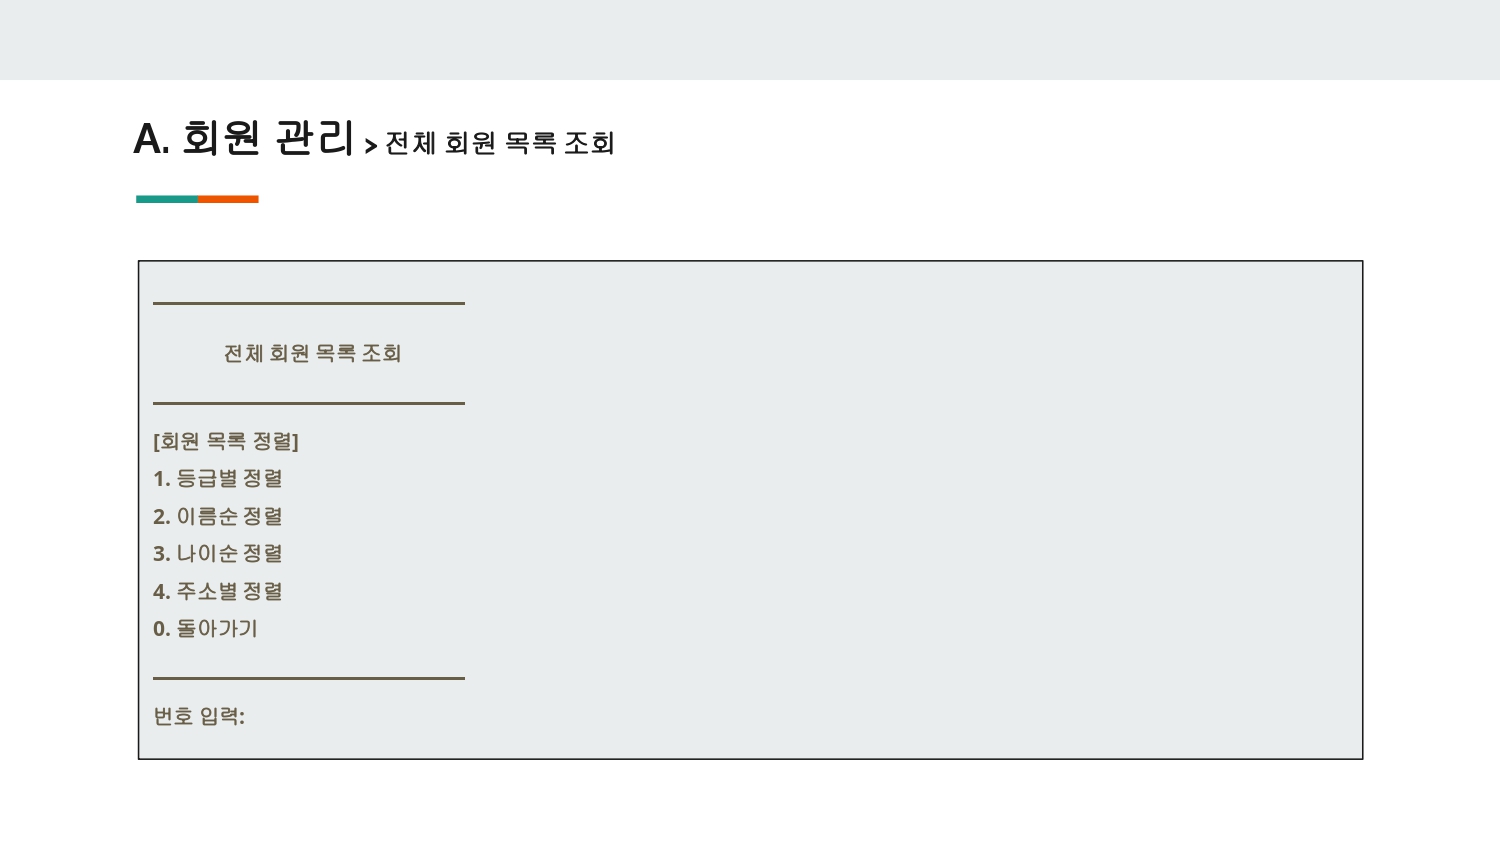 A. 회원 관리 > 전체 회원 목록 조회
전체 회원 목록 조회
[회원 목록 정렬]
1. 등급별 정렬
2. 이름순 정렬
3. 나이순 정렬
4. 주소별 정렬
0. 돌아가기
번호 입력: